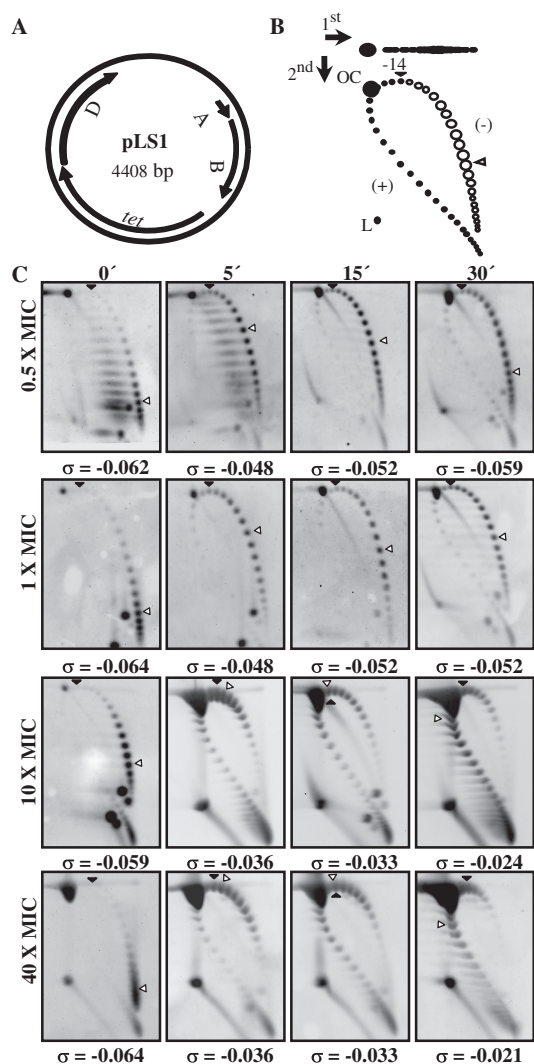 A
D
A
pLS1
4408 bp
B
tet
B
1st
2nd
OC
-14
(-)
(+)
L
C
0´ 5´ 15´ 30´
0.5 X MIC
σ = -0.062 σ = -0.048 σ = -0.052 σ = -0.059
1 X MIC
σ = -0.064 σ = -0.048 σ = -0.052 σ = -0.052
10 X MIC
σ = -0.059 σ = -0.036 σ = -0.033 σ = -0.024
40 X MIC
σ = -0.064 σ = -0.036 σ = -0.033 σ = -0.021